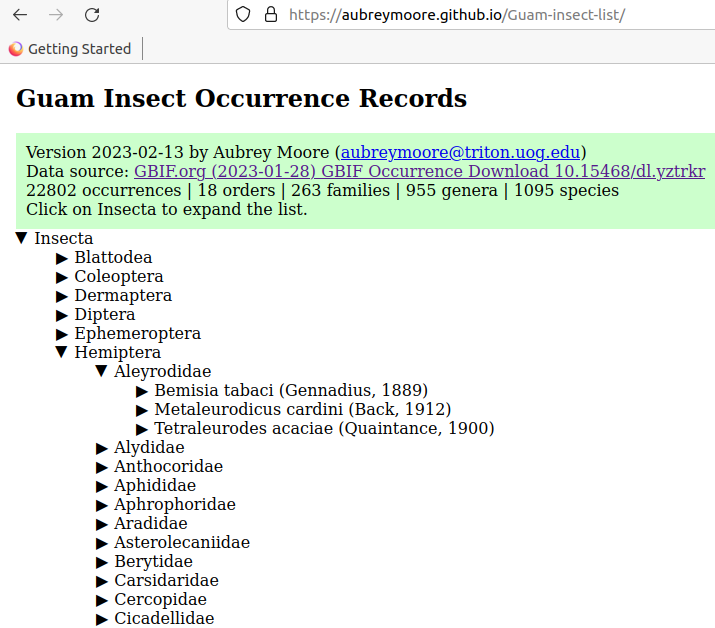 https://aubreymoore.github.io/Guam-insect-list/
Getting Started
Guam Insect Occurrence Records
Version 2023-02-13 by Aubrey Moore (aubreymoore@triton.uog.edu)
Data source: GBIF.org (2023-01-28) GBIF Occurrence Download 10.15468/dl.yztrkr
22802 occurrences | 18 orders | 263 families | 955 genera | 1095 species
Click on Insecta to expand the list.
▼ Insecta
▶ Blattodea
▶ Coleoptera
▶ Dermaptera
▶ Diptera
▶ Ephemeroptera
▼ Hemiptera
▼ Aleyrodidae
▶ Bemisia tabaci (Gennadius, 1889)
▶ Metaleurodicus cardini (Back, 1912)
▶ Tetraleurodes acaciae (Quaintance, 1900)
▶ Alydidae
▶ Anthocoridae
▶ Aphididae
▶ Aphrophoridae
▶ Aradidae
▶ Asterolecaniidae
▶ Berytidae
▶ Carsidaridae
▶ Cercopidae
▶ Cicadellidae